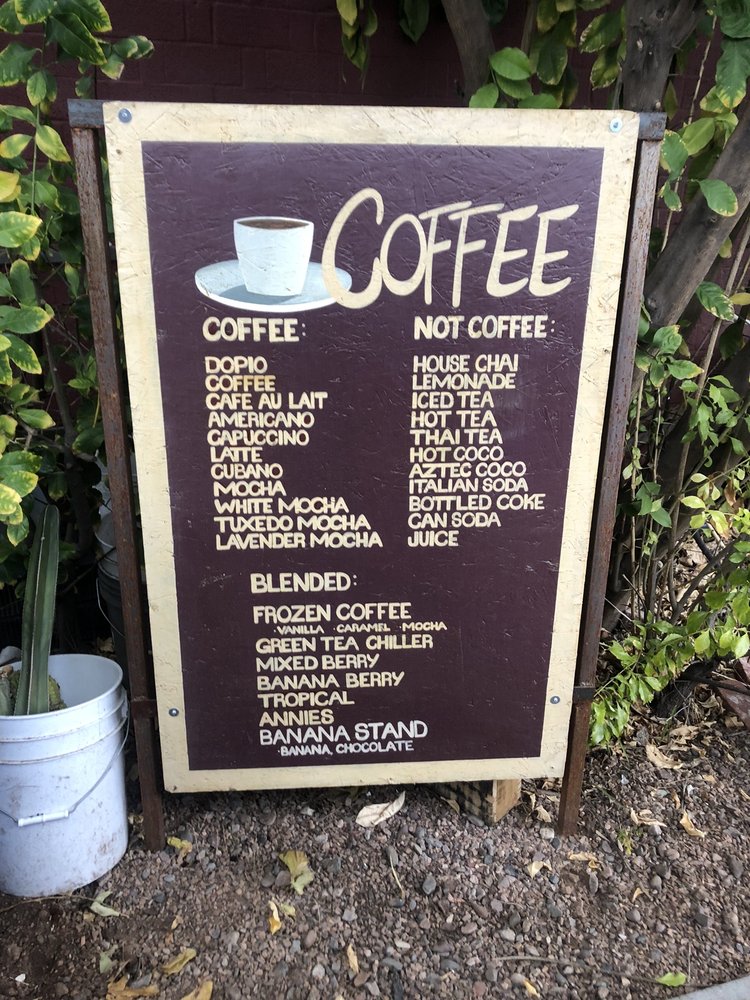 COFFEE
COFFEE:
DOPIO
COFFEE
CAFE AU LAIT
AMERICANO
CAPUCCINO
LATTE
CUBANO
MOCHA
WHITE MOCHA
TUXEDO MOCHA
LAVENDER MOCHA
NOT COFFEE:
HOUSE CHAI
LEMONADE
ICED TEA
HOT TEA
THAI TEA
HOT COCO
AZTEC COCO
ITALIAN SODA
BOTTLED COKE
CAN SODA
JUICE
BLENDED:
FROZEN COFFEE
·VANILLA ·CARAMEL ·MOCHA
GREEN TEA CHILLER
MIXED BERRY
BANANA BERRY
TROPICAL
ANNIES
BANANA STAND
·BANANA, CHOCOLATE